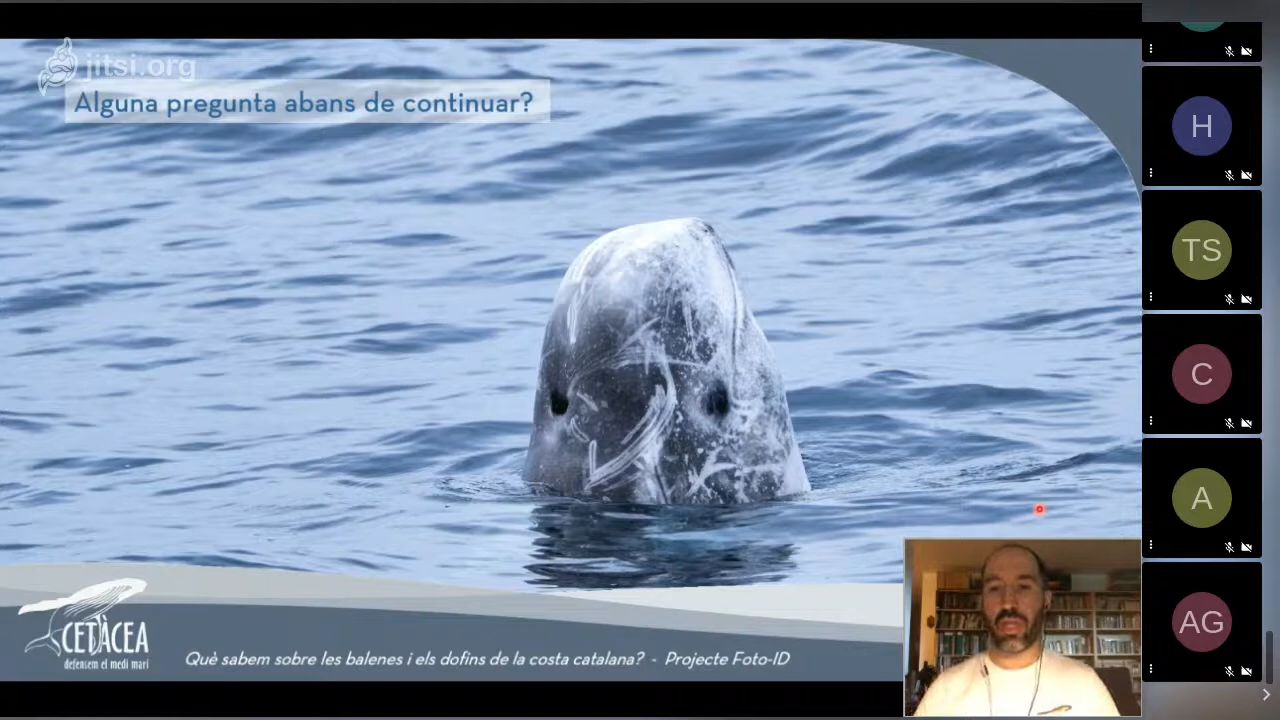 jitsi.org
Alguna pregunta abans de continuar?
H
TS
C
A
AG
CETÀCEA
defensem el medi marí
Què sabem sobre les balenes i els dofins de la costa catalana? - Projecte Foto-ID